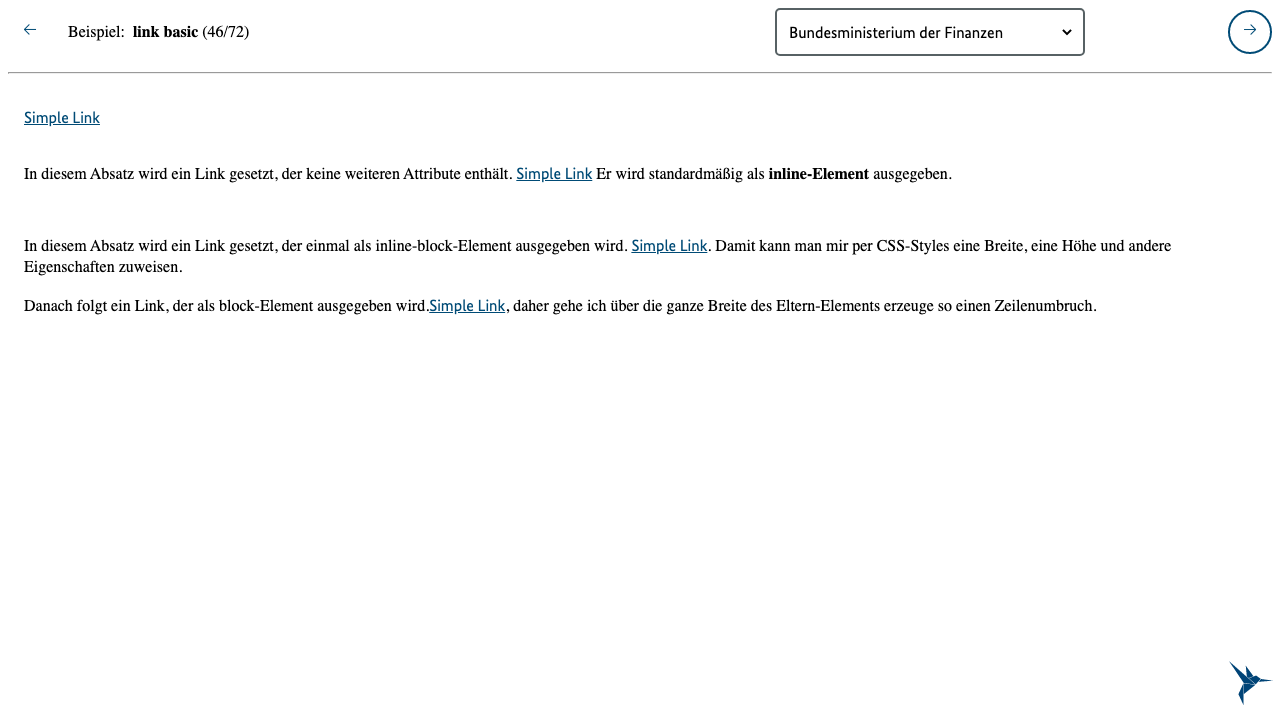 Beispiel: link basic (46/72)
Bundesministerium der Finanzen
Simple Link
In diesem Absatz wird ein Link gesetzt, der keine weiteren Attribute enthält. Simple Link Er wird standardmäßig als inline-Element ausgegeben.
In diesem Absatz wird ein Link gesetzt, der einmal als inline-block-Element ausgegeben wird. Simple Link. Damit kann man mir per CSS-Styles eine Breite, eine Höhe und andere
Eigenschaften zuweisen.
Danach folgt ein Link, der als block-Element ausgegeben wird.Simple Link, daher gehe ich über die ganze Breite des Eltern-Elements erzeuge so einen Zeilenumbruch.